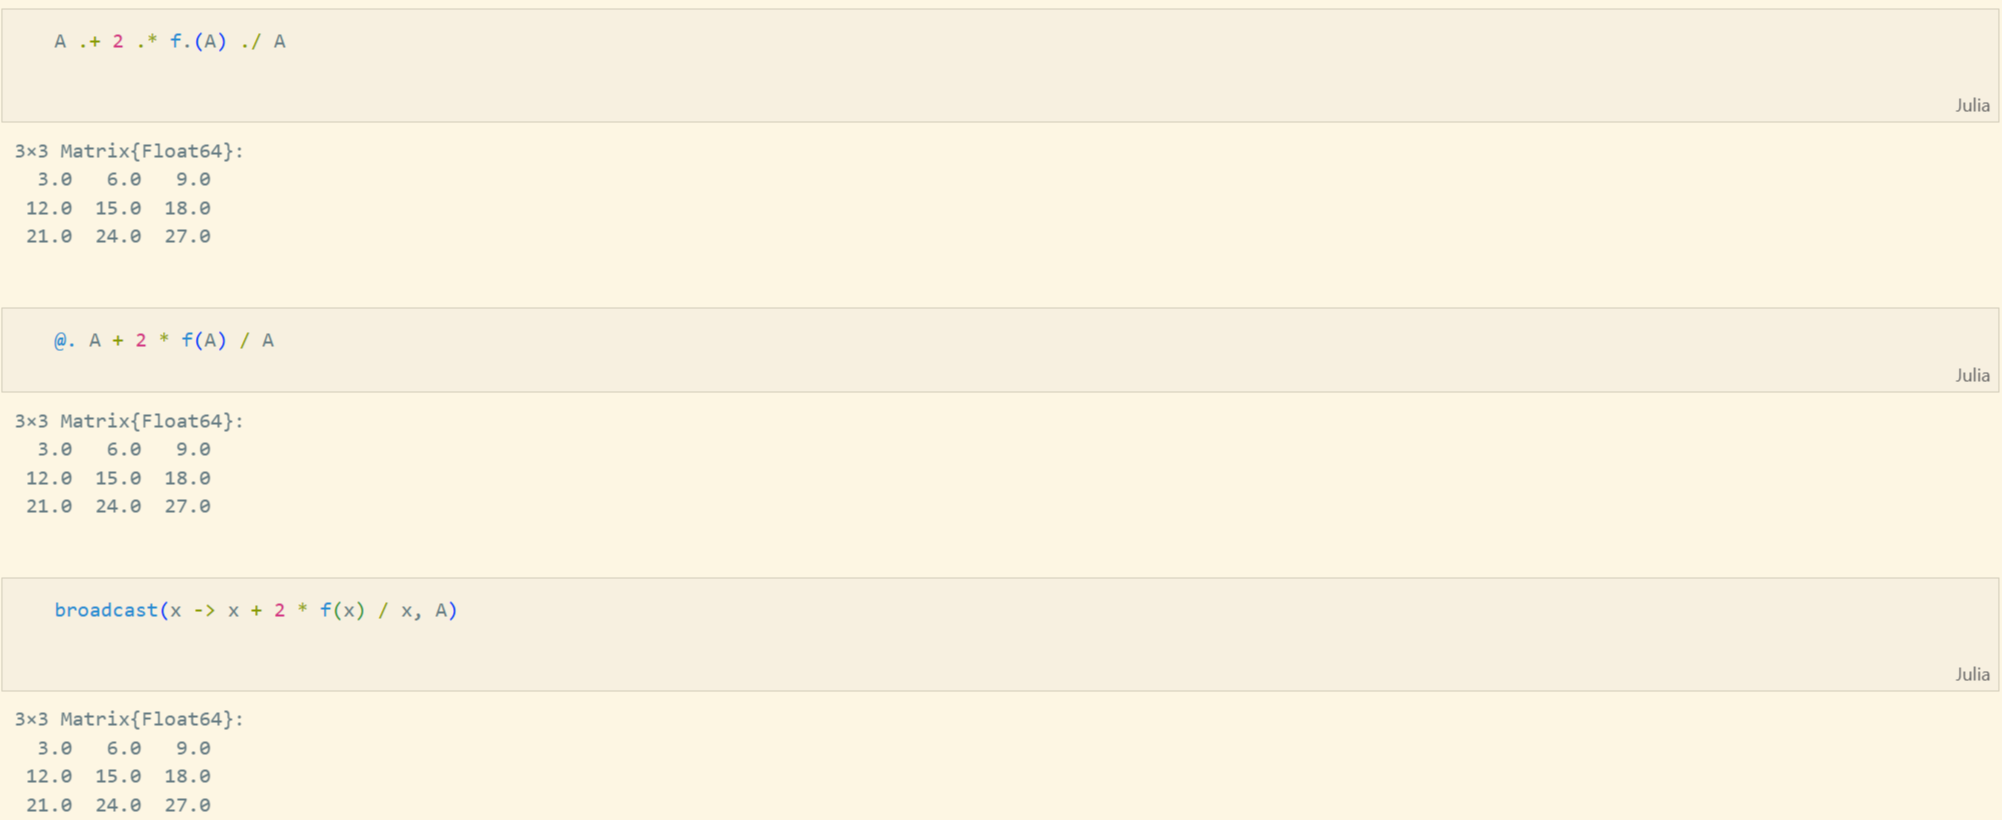 A .+ 2 .* f.(A) ./ A
Julia
3×3 Matrix{Float64}:
3.0 6.0 9.0
12.0 15.0 18.0
21.0 24.0 27.0
@. A + 2 * f(A) / A
Julia
3×3 Matrix{Float64}:
3.0 6.0 9.0
12.0 15.0 18.0
21.0 24.0 27.0
broadcast(x -> x + 2 * f(x) / x, A)
Julia
3×3 Matrix{Float64}:
3.0 6.0 9.0
12.0 15.0 18.0
21.0 24.0 27.0